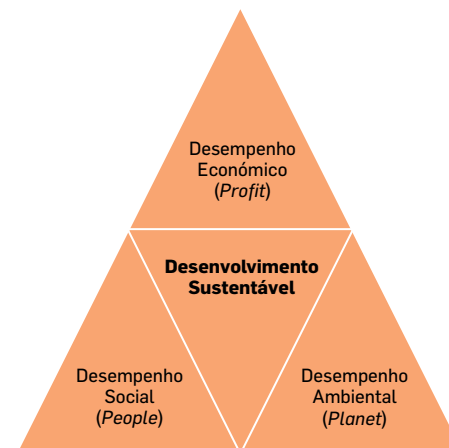 Desempenho
Económico
(Profit)
Desenvolvimento
Sustentável
Desempenho
Social
(People)
Desempenho
Ambiental
(Planet)